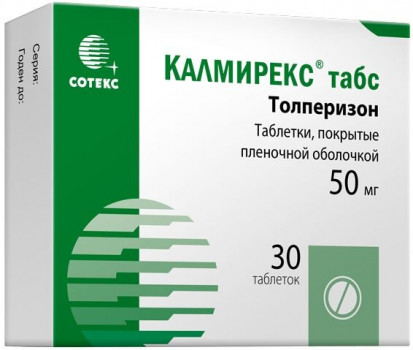 Серия:
Годен до:
СОТЕКС
КАЛМИРЕКС® табс
Толперизон
Таблетки, покрытые
пленочной оболочкой
50 мг
30
таблеток